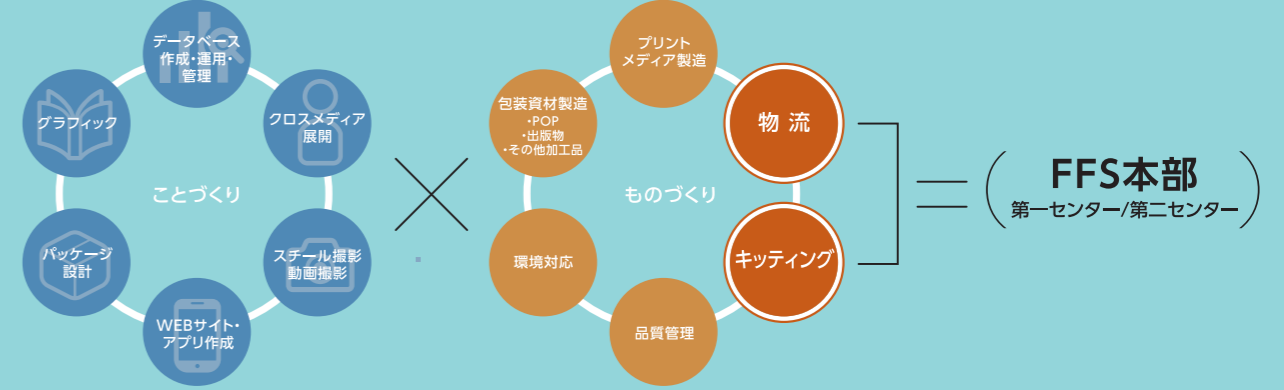 データベース
作成・運用・
管理
クロスメディア
展開
スチール撮影
動画撮影
WEBサイト・
アプリ作成
パッケージ
設計
グラフィック
ことづくり
プリント
メディア製造
物流
キッティング
品質管理
環境対応
包装資材製造
・POP
・出版物
・その他加工品
ものづくり
FFS本部
第一センター/第二センター